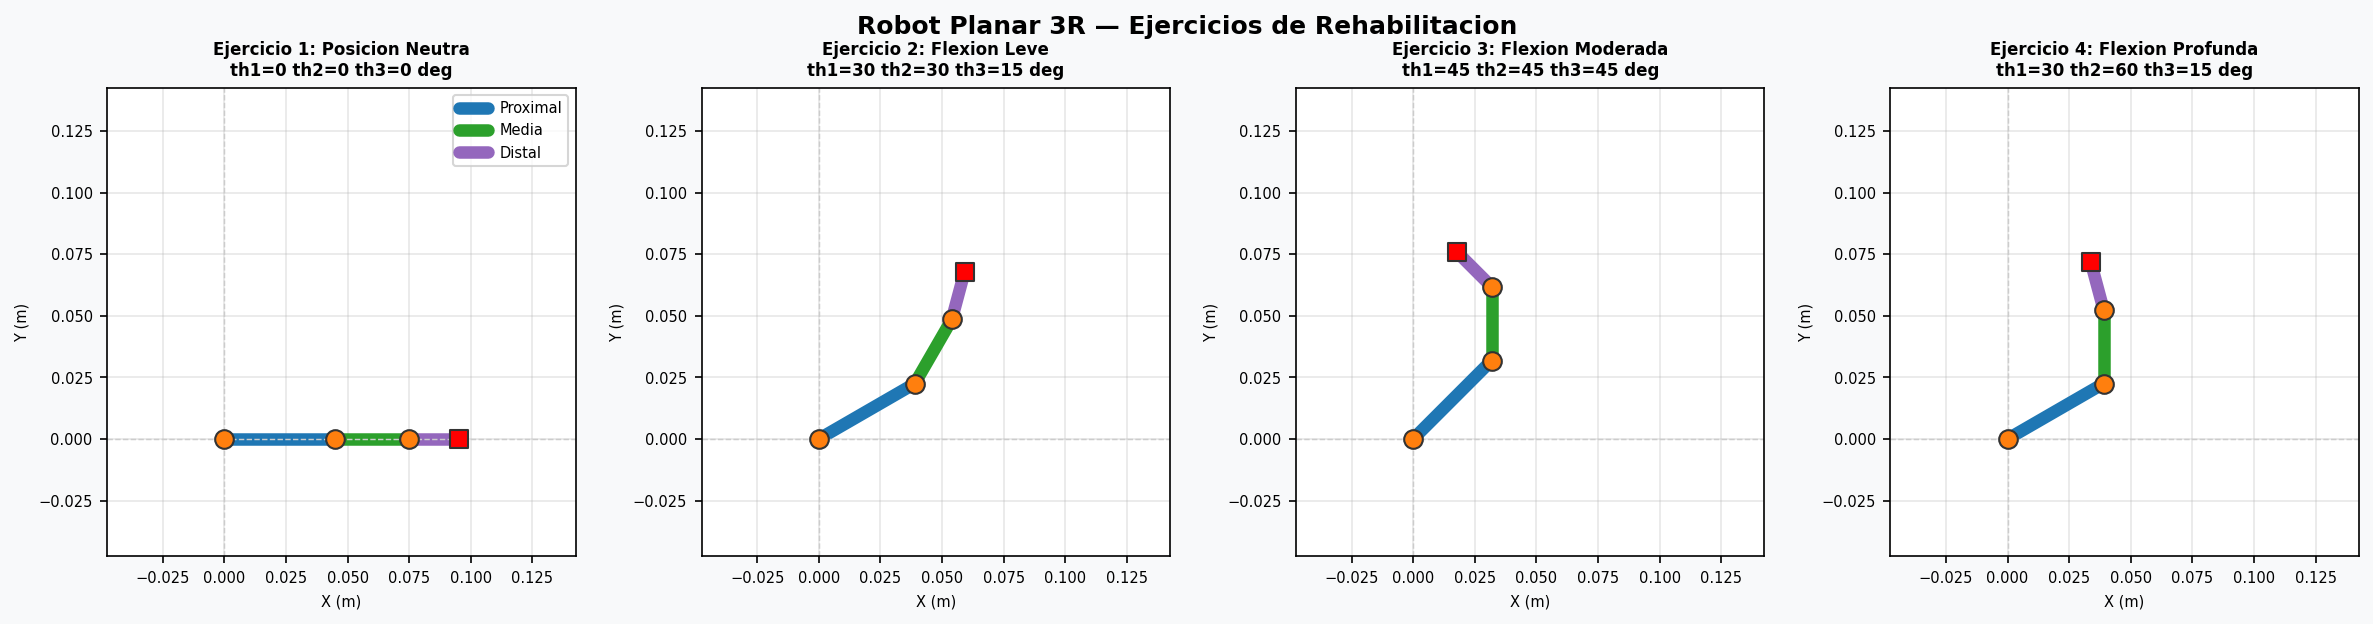 Robot Planar 3R — Ejercicios de Rehabilitacion
Ejercicio 1: Posicion Neutra
th1=0 th2=0 th3=0 deg
Proximal
Media
Distal
0.125
0.100
0.075
0.050
0.025
0.000
−0.025
Y (m)
−0.025 0.000 0.025 0.050 0.075 0.100 0.125
X (m)
Ejercicio 2: Flexion Leve
th1=30 th2=30 th3=15 deg
0.125
0.100
0.075
0.050
0.025
0.000
−0.025
Y (m)
−0.025 0.000 0.025 0.050 0.075 0.100 0.125
X (m)
Ejercicio 3: Flexion Moderada
th1=45 th2=45 th3=45 deg
0.125
0.100
0.075
0.050
0.025
0.000
−0.025
Y (m)
−0.025 0.000 0.025 0.050 0.075 0.100 0.125
X (m)
Ejercicio 4: Flexion Profunda
th1=30 th2=60 th3=15 deg
0.125
0.100
0.075
0.050
0.025
0.000
−0.025
Y (m)
−0.025 0.000 0.025 0.050 0.075 0.100 0.125
X (m)